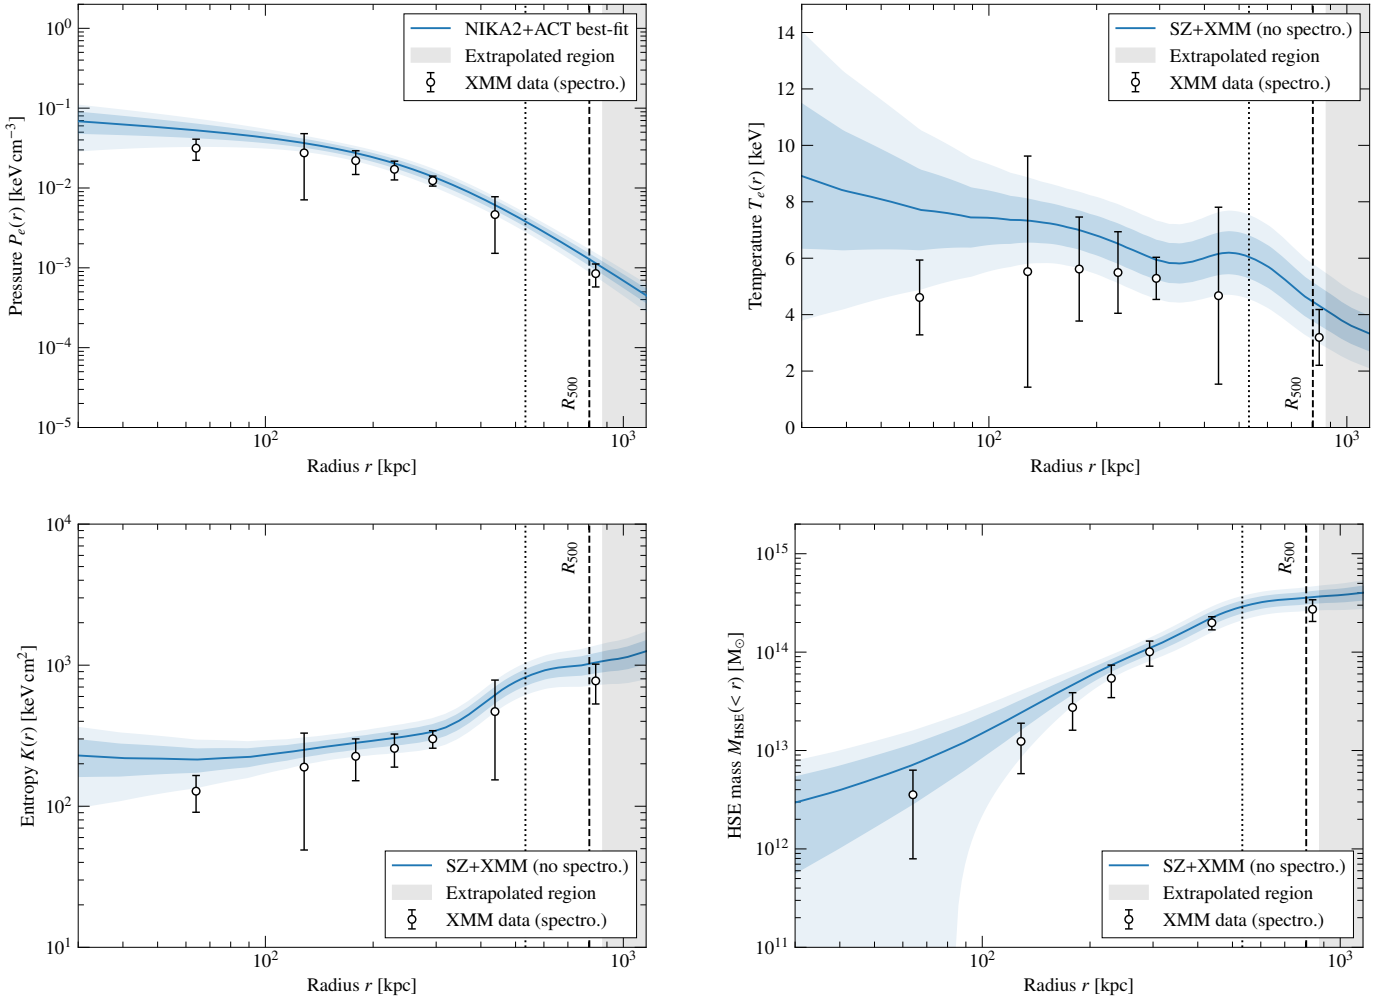 10^0
10^-1
10^-2
10^-3
10^-4
10^-5
Pressure P_e(r) [keV cm^-3]
NIKA2+ACT best-fit
Extrapolated region
XMM data (spectro.)
R_500
10^2
10^3
Radius r [kpc]
14
12
10
8
6
4
2
0
Temperature T_e(r) [keV]
SZ+XMM (no spectro.)
Extrapolated region
XMM data (spectro.)
R_500
10^2
10^3
Radius r [kpc]
10^4
10^3
10^2
10^1
Entropy K(r) [keV cm^2]
R_500
SZ+XMM (no spectro.)
Extrapolated region
XMM data (spectro.)
10^2
10^3
Radius r [kpc]
10^15
10^14
10^13
10^12
10^11
HSE mass M_HSE(< r) [M_⊙]
R_500
SZ+XMM (no spectro.)
Extrapolated region
XMM data (spectro.)
10^2
10^3
Radius r [kpc]